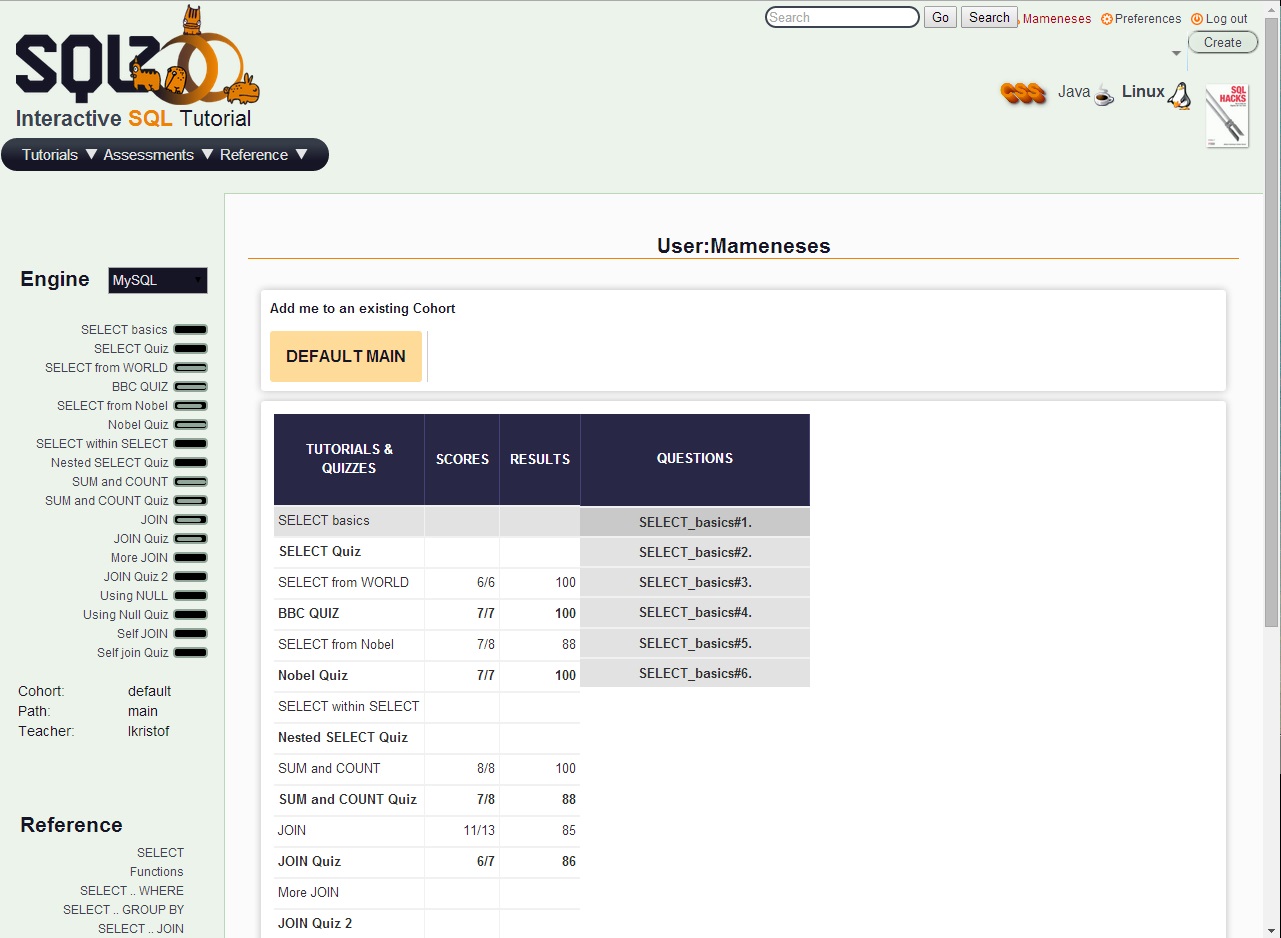 Search Go Search Mameneses Preferences Log out
Create
SQLZOO
Interactive SQL Tutorial
CSS Java Linux
SQL HACKS
Tutorials ▼ Assessments ▼ Reference ▼
User:Mameneses
Engine MySQL
SELECT basics
SELECT Quiz
SELECT from WORLD
BBC QUIZ
SELECT from Nobel
Nobel Quiz
SELECT within SELECT
Nested SELECT Quiz
SUM and COUNT
SUM and COUNT Quiz
JOIN
JOIN Quiz
More JOIN
JOIN Quiz 2
Using NULL
Using Null Quiz
Self JOIN
Self join Quiz
Cohort: default
Path: main
Teacher: lkristof
Reference
SELECT
Functions
SELECT .. WHERE
SELECT .. GROUP BY
SELECT .. JOIN
Add me to an existing Cohort
DEFAULT MAIN
TUTORIALS & QUIZZES SCORES RESULTS QUESTIONS
SELECT basics SELECT_basics#1.
SELECT Quiz SELECT_basics#2.
SELECT from WORLD 6/6 100 SELECT_basics#3.
BBC QUIZ 7/7 100 SELECT_basics#4.
SELECT from Nobel 7/8 88 SELECT_basics#5.
Nobel Quiz 7/7 100 SELECT_basics#6.
SELECT within SELECT
Nested SELECT Quiz
SUM and COUNT 8/8 100
SUM and COUNT Quiz 7/8 88
JOIN 11/13 85
JOIN Quiz 6/7 86
More JOIN
JOIN Quiz 2